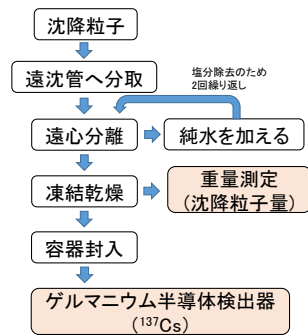 沈降粒子
遠沈管へ分取
塩分除去のため
2回繰り返し
遠心分離
純水を加える
凍結乾燥
重量測定
(沈降粒子量)
容器封入
ゲルマニウム半導体検出器
(¹³⁷Cs)